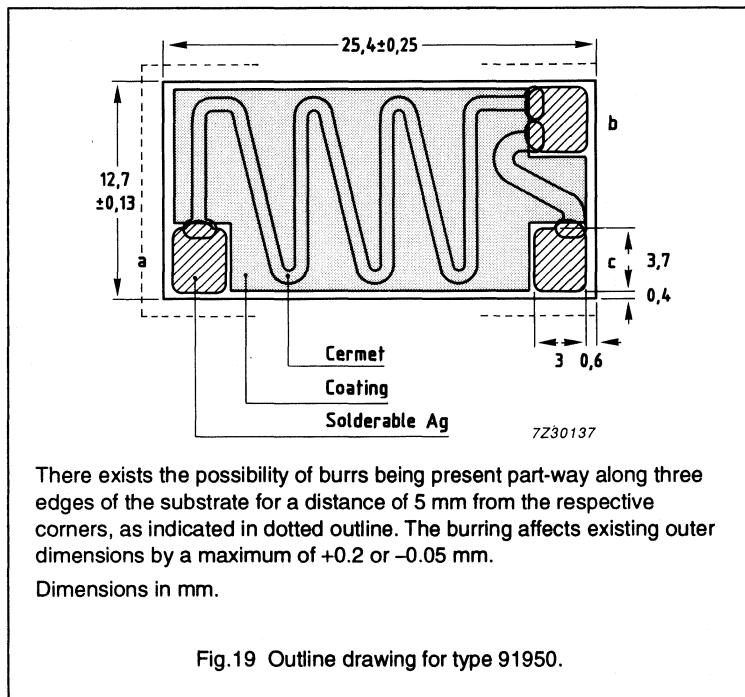 25,4±0,25
b
12,7
±0,13
a
c
3,7
0,4
3 0,6
Cermet
Coating
Solderable Ag
7Z30137
There exists the possibility of burrs being present part-way along three
edges of the substrate for a distance of 5 mm from the respective
corners, as indicated in dotted outline. The burring affects existing outer
dimensions by a maximum of +0.2 or –0.05 mm.
Dimensions in mm.
Fig.19 Outline drawing for type 91950.